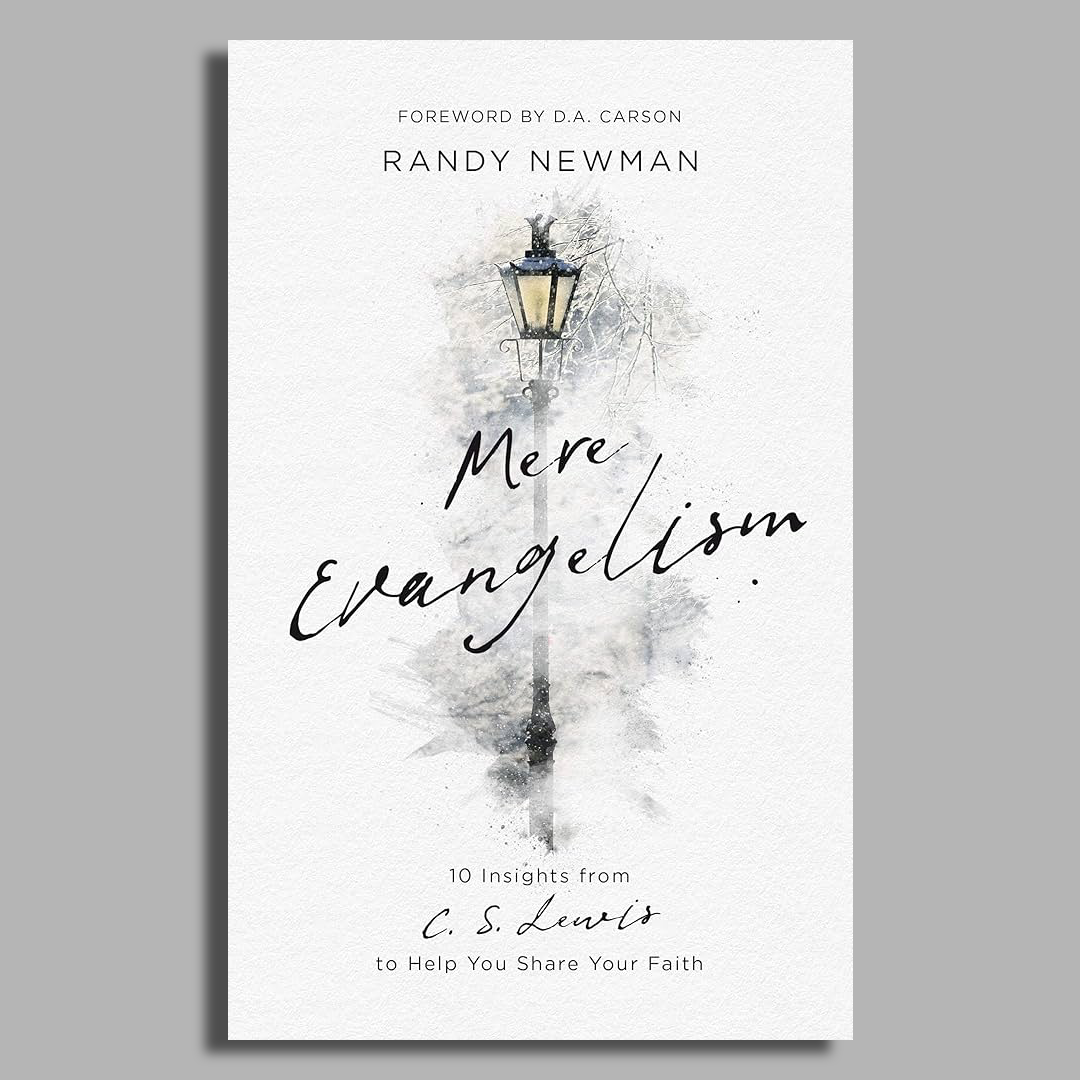 FOREWORD BY D.A. CARSON
RANDY NEWMAN
Mere
Evangelism
10 Insights from
C. S. Lewis
to Help You Share Your Faith